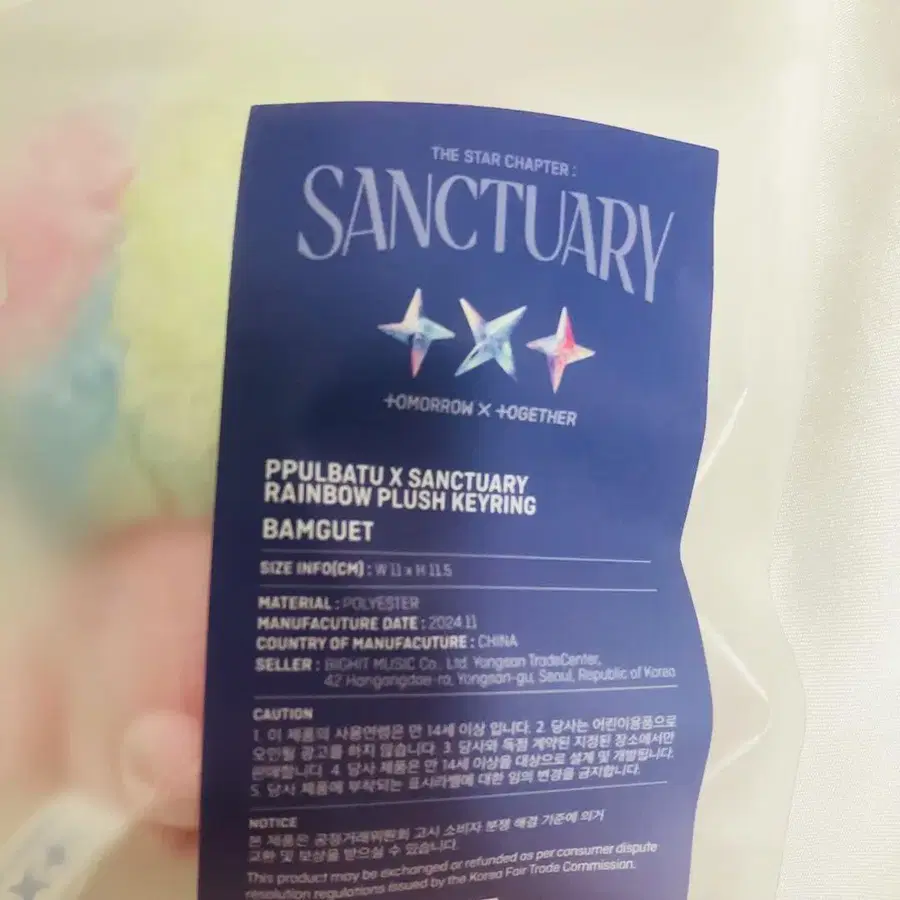 THE STAR CHAPTER :
SANCTUARY
TOMORROW X TOGETHER
PPULBATU X SANCTUARY
RAINBOW PLUSH KEYRING
BAMGUET
SIZE INFO(CM) : W 11 x H 11.5
MATERIAL : POLYESTER
MANUFACUTURE DATE : 2024 11
COUNTRY OF MANUFACUTURE : CHINA
SELLER : BIGHIT MUSIC Co., Ltd. Yongsan TradeCenter,
42 Hangangdae-ro, Yongsan-gu, Seoul, Republic of Korea
CAUTION
1. 이 제품의 사용연령은 만 14세 이상 입니다. 2. 당사는 어린이용품으로
오인될 광고를 하지 않습니다. 3. 당사와 독점 계약된 지정된 장소에서만
판매합니다. 4. 당사 제품은 만 14세 이상을 대상으로 설계 및 개발됩니다.
5. 당사 제품에 부착되는 표시라벨에 대한 임의 변경을 금지합니다.
NOTICE
본 제품은 공정거래위원회 고시 소비자 분쟁 해결 기준에 의거
교환 및 보상을 받으실 수 있습니다.
This product may be exchanged or refunded as per consumer dispute
resolution regulations issued by the Korea Fair Trade Commission.